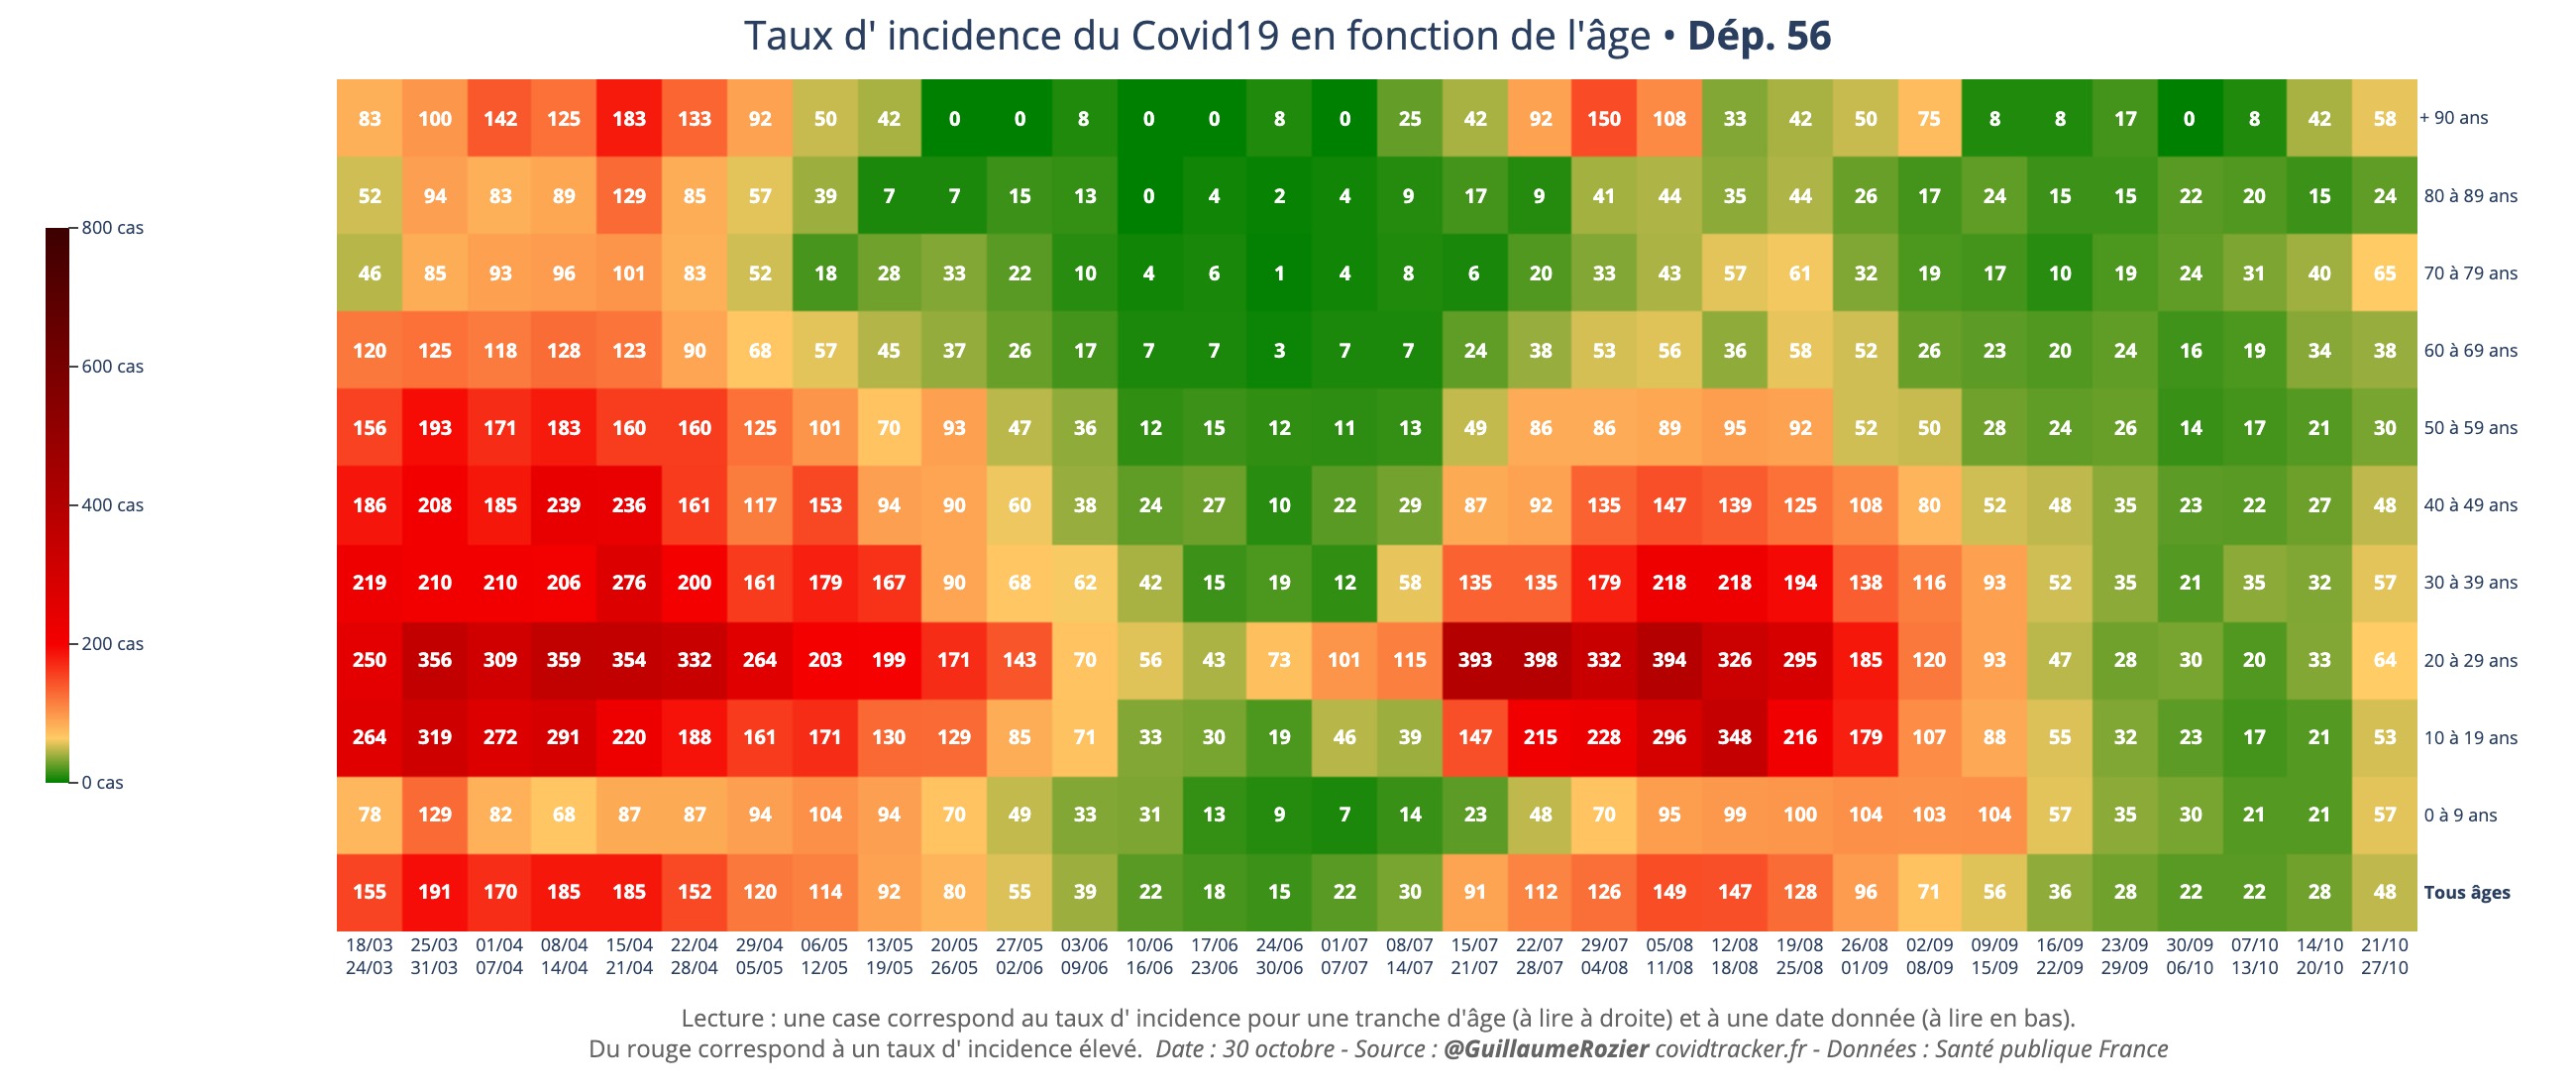 Taux d' incidence du Covid19 en fonction de l'âge • Dép. 56
83 100 142 125 183 133 92 50 42 0 0 8 0 0 8 0 25 42 92 150 108 33 42 50 75 8 8 17 0 8 42 58 + 90 ans
52 94 83 89 129 85 57 39 7 7 15 13 0 4 2 4 9 17 9 41 44 35 44 26 17 24 15 15 22 20 15 24 80 à 89 ans
800 cas
46 85 93 96 101 83 52 18 28 33 22 10 4 6 1 4 8 6 20 33 43 57 61 32 19 17 10 19 24 31 40 65 70 à 79 ans
120 125 118 128 123 90 68 57 45 37 26 17 7 7 3 7 7 24 38 53 56 36 58 52 26 23 20 24 16 19 34 38 60 à 69 ans
600 cas
156 193 171 183 160 160 125 101 70 93 47 36 12 15 12 11 13 49 86 86 89 95 92 52 50 28 24 26 14 17 21 30 50 à 59 ans
400 cas
186 208 185 239 236 161 117 153 94 90 60 38 24 27 10 22 29 87 92 135 147 139 125 108 80 52 48 35 23 22 27 48 40 à 49 ans
219 210 210 206 276 200 161 179 167 90 68 62 42 15 19 12 58 135 135 179 218 218 194 138 116 93 52 35 21 35 32 57 30 à 39 ans
200 cas
250 356 309 359 354 332 264 203 199 171 143 70 56 43 73 101 115 393 398 332 394 326 295 185 120 93 47 28 30 20 33 64 20 à 29 ans
264 319 272 291 220 188 161 171 130 129 85 71 33 30 19 46 39 147 215 228 296 348 216 179 107 88 55 32 23 17 21 53 10 à 19 ans
0 cas
78 129 82 68 87 87 94 104 94 70 49 33 31 13 9 7 14 23 48 70 95 99 100 104 103 104 57 35 30 21 21 57 0 à 9 ans
155 191 170 185 185 152 120 114 92 80 55 39 22 18 15 22 30 91 112 126 149 147 128 96 71 56 36 28 22 22 28 48 Tous âges
18/03 25/03 01/04 08/04 15/04 22/04 29/04 06/05 13/05 20/05 27/05 03/06 10/06 17/06 24/06 01/07 08/07 15/07 22/07 29/07 05/08 12/08 19/08 26/08 02/09 09/09 16/09 23/09 30/09 07/10 14/10 21/10
24/03 31/03 07/04 14/04 21/04 28/04 05/05 12/05 19/05 26/05 02/06 09/06 16/06 23/06 30/06 07/07 14/07 21/07 28/07 04/08 11/08 18/08 25/08 01/09 08/09 15/09 22/09 29/09 06/10 13/10 20/10 27/10
Lecture : une case correspond au taux d' incidence pour une tranche d'âge (à lire à droite) et à une date donnée (à lire en bas).
Du rouge correspond à un taux d' incidence élevé. Date : 30 octobre - Source : @GuillaumeRozier covidtracker.fr - Données : Santé publique France